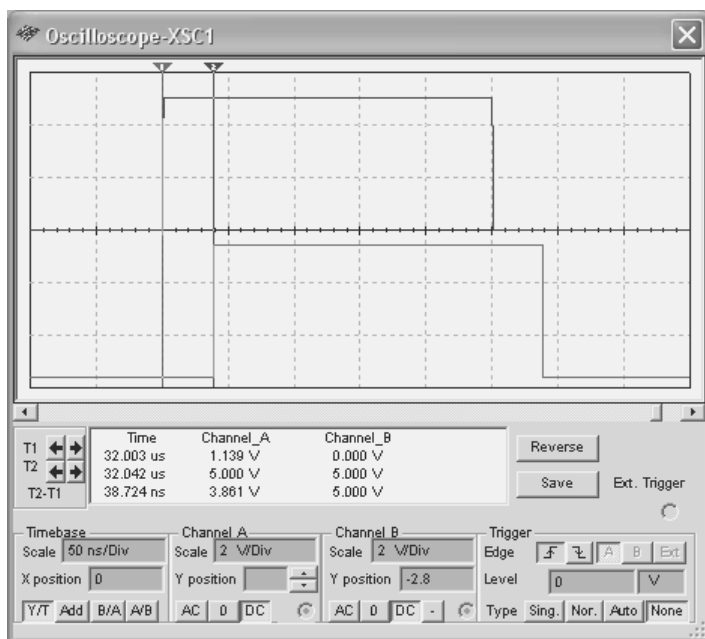 Oscilloscope-XSC1
1 2
Time Channel_A Channel_B
T1 32.003 us 1.139 V 0.000 V
T2 32.042 us 5.000 V 5.000 V
T2-T1 38.724 ns 3.861 V 5.000 V
Reverse
Save
Ext. Trigger
Timebase
Scale 50 ns/Div
X position 0
Y/T Add B/A A/B
Channel A
Scale 2 V/Div
Y position
AC 0 DC
Channel B
Scale 2 V/Div
Y position -2.8
AC 0 DC -
Trigger
Edge A B Ext
Level 0 V
Type Sing. Nor. Auto None